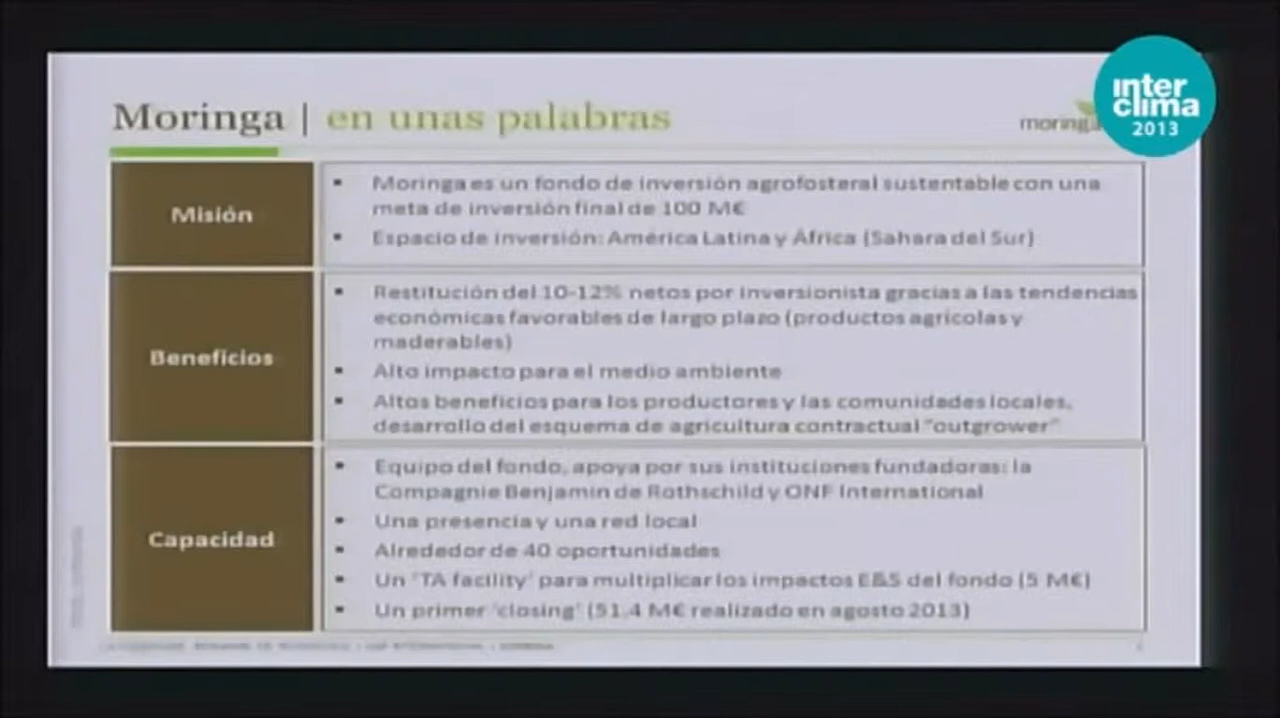 inter
clima
2013
Moringa | en unas palabras
moringa
Misión
Moringa es un fondo de inversión agrofosteral sustentable con una
meta de inversión final de 100 M€
Espacio de inversión: América Latina y África (Sahara del Sur)
Beneficios
Restitución del 10-12% netos por inversionista gracias a las tendencias
económicas favorables de largo plazo (productos agrícolas y
maderables)
Alto impacto para el medio ambiente
Altos beneficios para los productores y las comunidades locales,
desarrollo del esquema de agricultura contractual "outgrower"
Capacidad
Equipo del fondo, apoya por sus instituciones fundadoras: la
Compagnie Benjamin de Rothschild y ONF International
Una presencia y una red local
Alrededor de 40 oportunidades
Un 'TA facility' para multiplicar los impactos E&S del fondo (5 M€)
Un primer 'closing' (51.4 M€ realizado en agosto 2013)